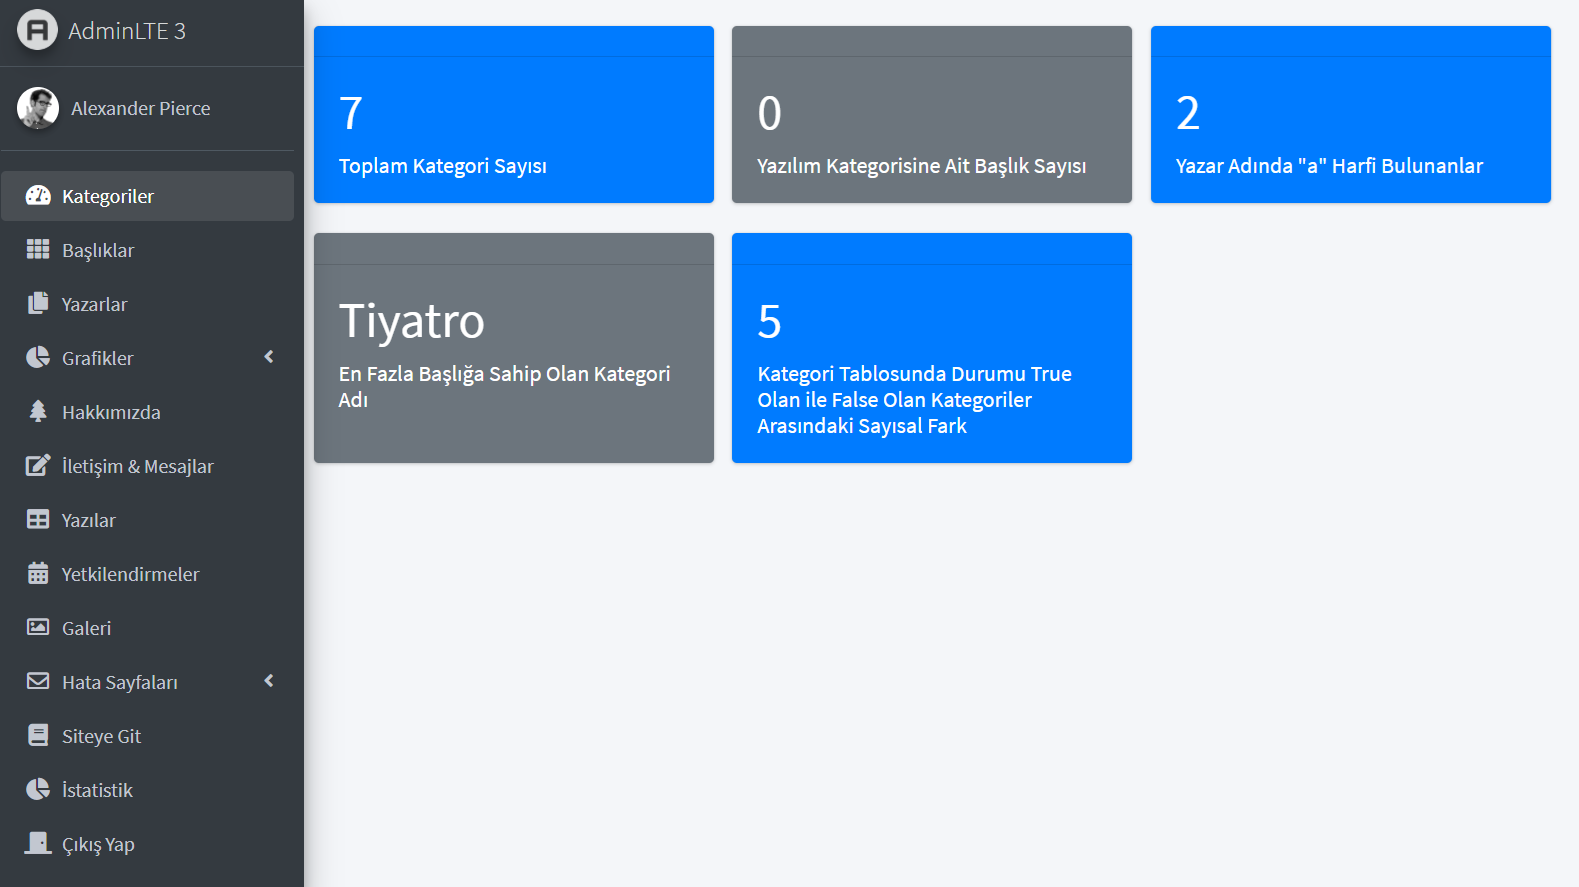 AdminLTE 3
Alexander Pierce
Kategoriler
Başlıklar
Yazarlar
Grafikler
Hakkımızda
İletişim & Mesajlar
Yazılar
Yetkilendirmeler
Galeri
Hata Sayfaları
Siteye Git
İstatistik
Çıkış Yap
7
Toplam Kategori Sayısı
0
Yazılım Kategorisine Ait Başlık Sayısı
2
Yazar Adında "a" Harfi Bulunanlar
Tiyatro
En Fazla Başlığa Sahip Olan Kategori
Adı
5
Kategori Tablosunda Durumu True
Olan ile False Olan Kategoriler
Arasındaki Sayısal Fark